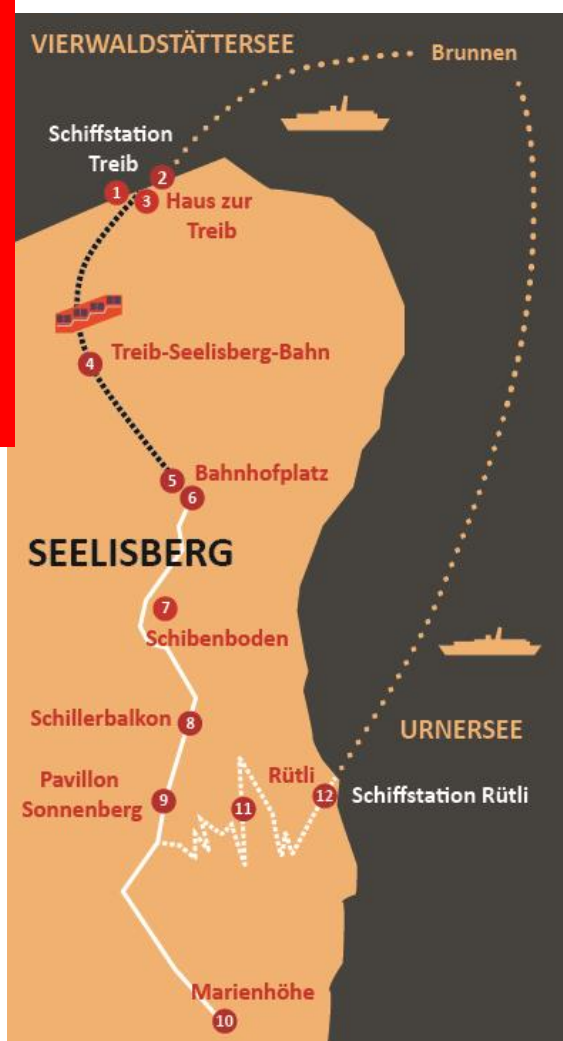 VIERWALDSTÄTTERSEE
Brunnen
Schiffstation
Treib
2
1
3
Haus zur
Treib
4
Treib-Seelisberg-Bahn
5
Bahnhofplatz
6
SEELISBERG
7
Schibenboden
Schillerbalkon
8
URNERSEE
Pavillon
Sonnenberg
9
11
Rütli
12
Schiffstation Rütli
Marienhöhe
10